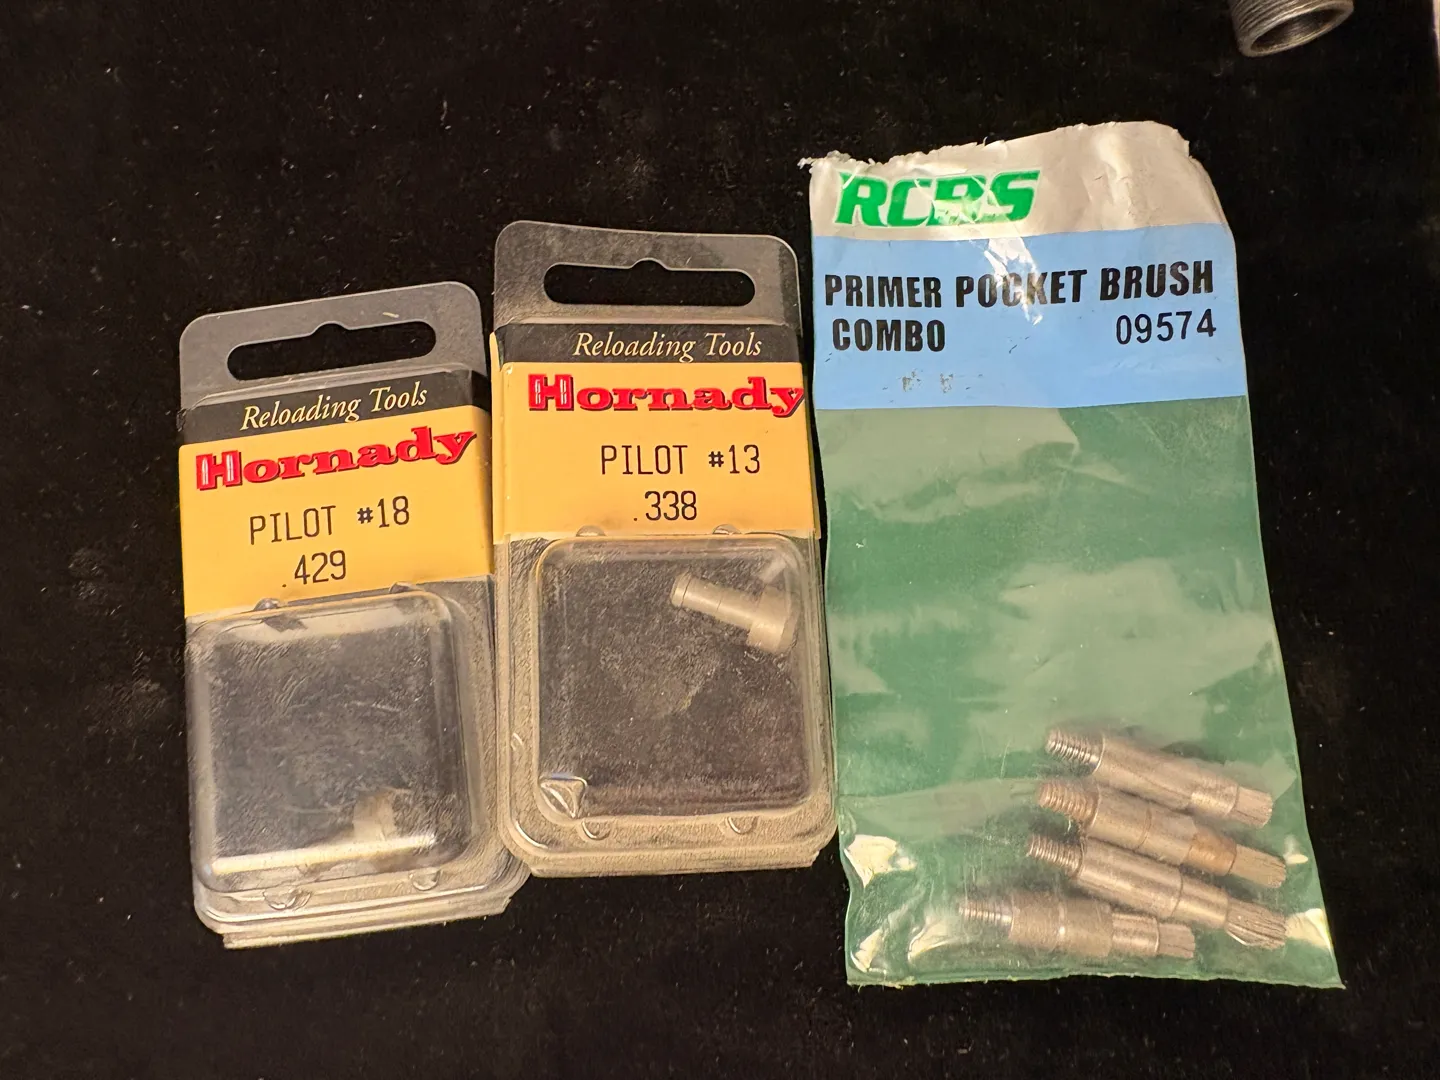 Reloading Tools
Hornady
PILOT #18
.429
Reloading Tools
Hornady
PILOT #13
.338
RCBS
PRIMER POCKET BRUSH
COMBO 09574